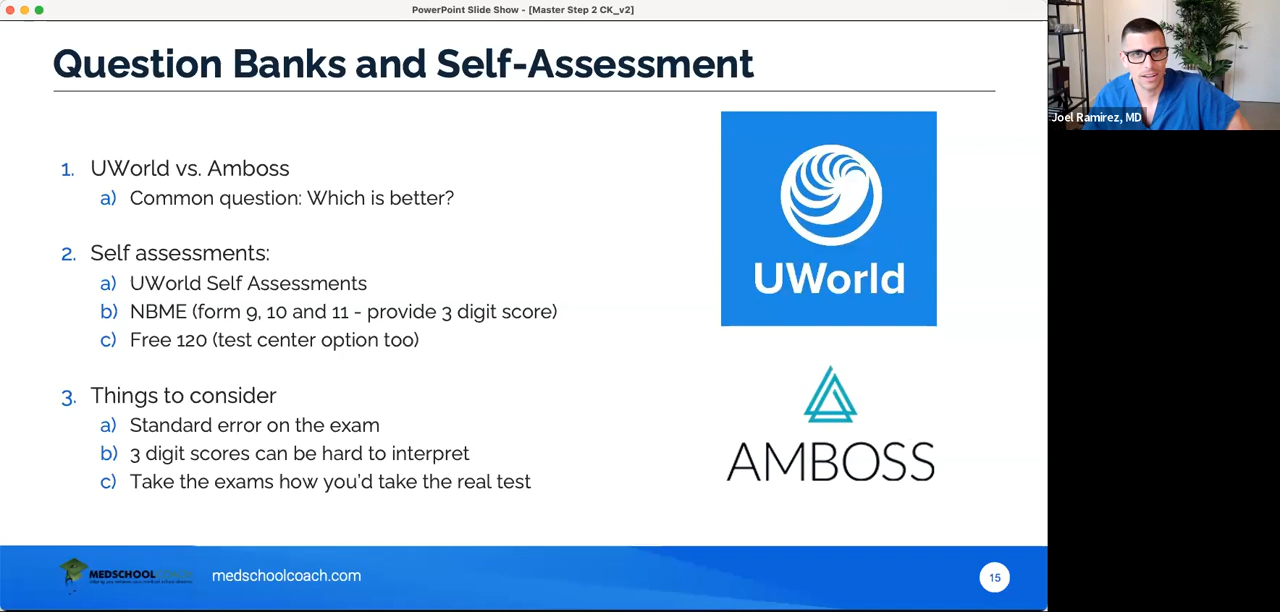 PowerPoint Slide Show - [Master Step 2 CK_v2]
Question Banks and Self-Assessment
Joel Ramirez, MD
1. UWorld vs. Amboss
a) Common question: Which is better?
2. Self assessments:
a) UWorld Self Assessments
b) NBME (form 9, 10 and 11 - provide 3 digit score)
c) Free 120 (test center option too)
3. Things to consider
a) Standard error on the exam
b) 3 digit scores can be hard to interpret
c) Take the exams how you'd take the real test
UWorld
AMBOSS
MEDSCHOOLCOACH
medschoolcoach.com
15